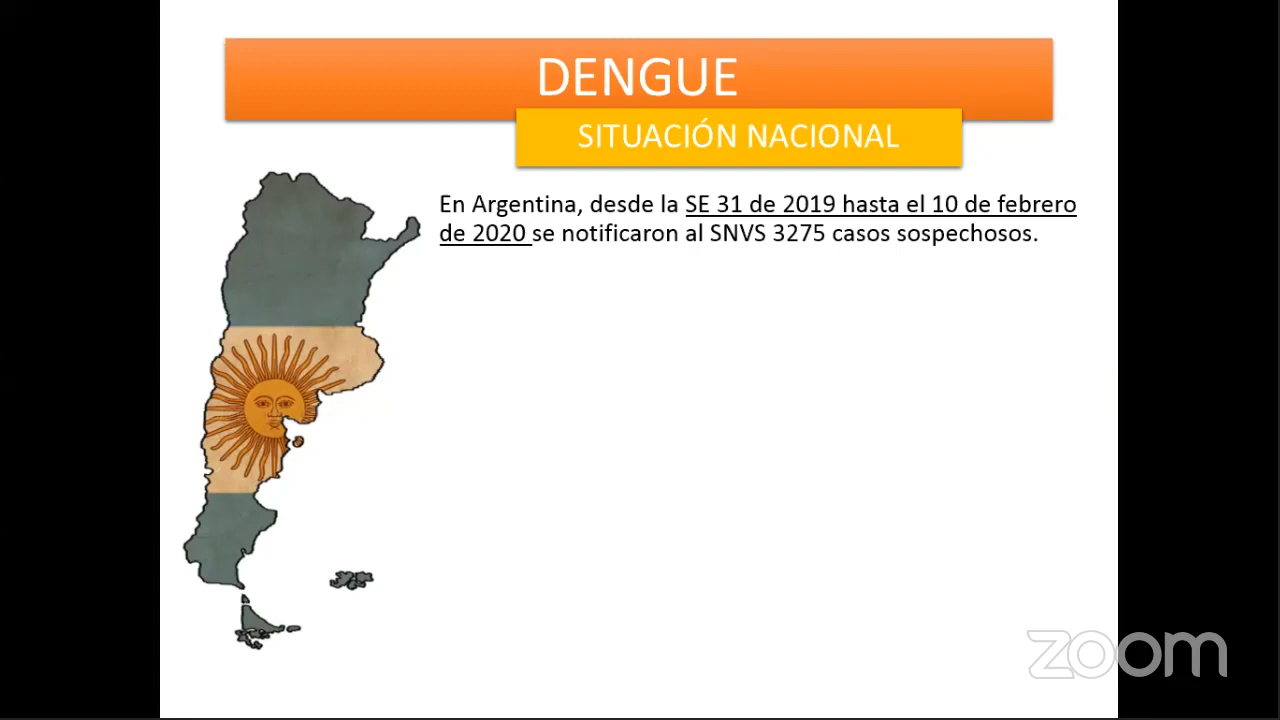 DENGUE
SITUACIÓN NACIONAL
En Argentina, desde la SE 31 de 2019 hasta el 10 de febrero
de 2020 se notificaron al SNVS 3275 casos sospechosos.
zoom